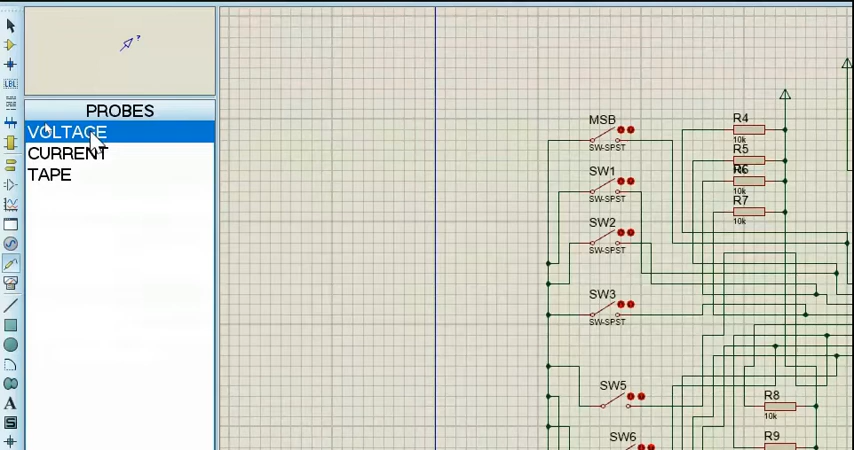 LBL
PROBES
VOLTAGE
CURRENT
TAPE
A
S
?
MSB
SW-SPST
SW1
SW-SPST
SW2
SW-SPST
SW3
SW-SPST
SW5
SW6
R4
10k
R5
R6
10k
R7
10k
R8
10k
R9